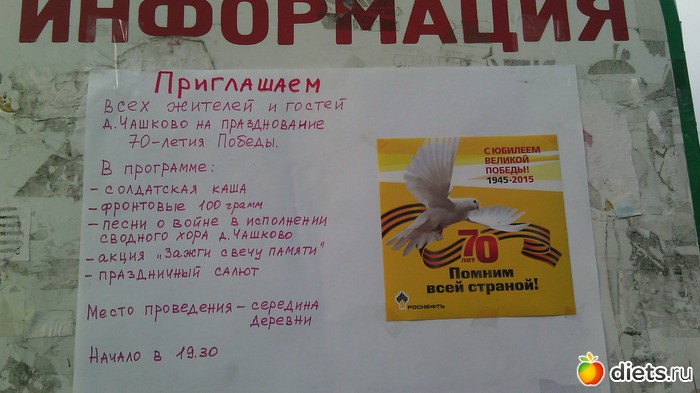 ИНФОРМАЦИЯ
Приглашаем
всех жителей и гостей
д. Чашково на празднование
70-летия Победы.
В программе:
- солдатская каша
- фронтовые 100 грамм
- песни о войне в исполнении
сводного хора д. Чашково
- акция "Зажги свечу памяти"
- праздничный салют
Место проведения - середина
деревни
Начало в 19.30
С ЮБИЛЕЕМ
ВЕЛИКОЙ
ПОБЕДЫ!
1945-2015
70
ЛЕТ
Помним
всей страной!
РОСНЕФТЬ
diets.ru